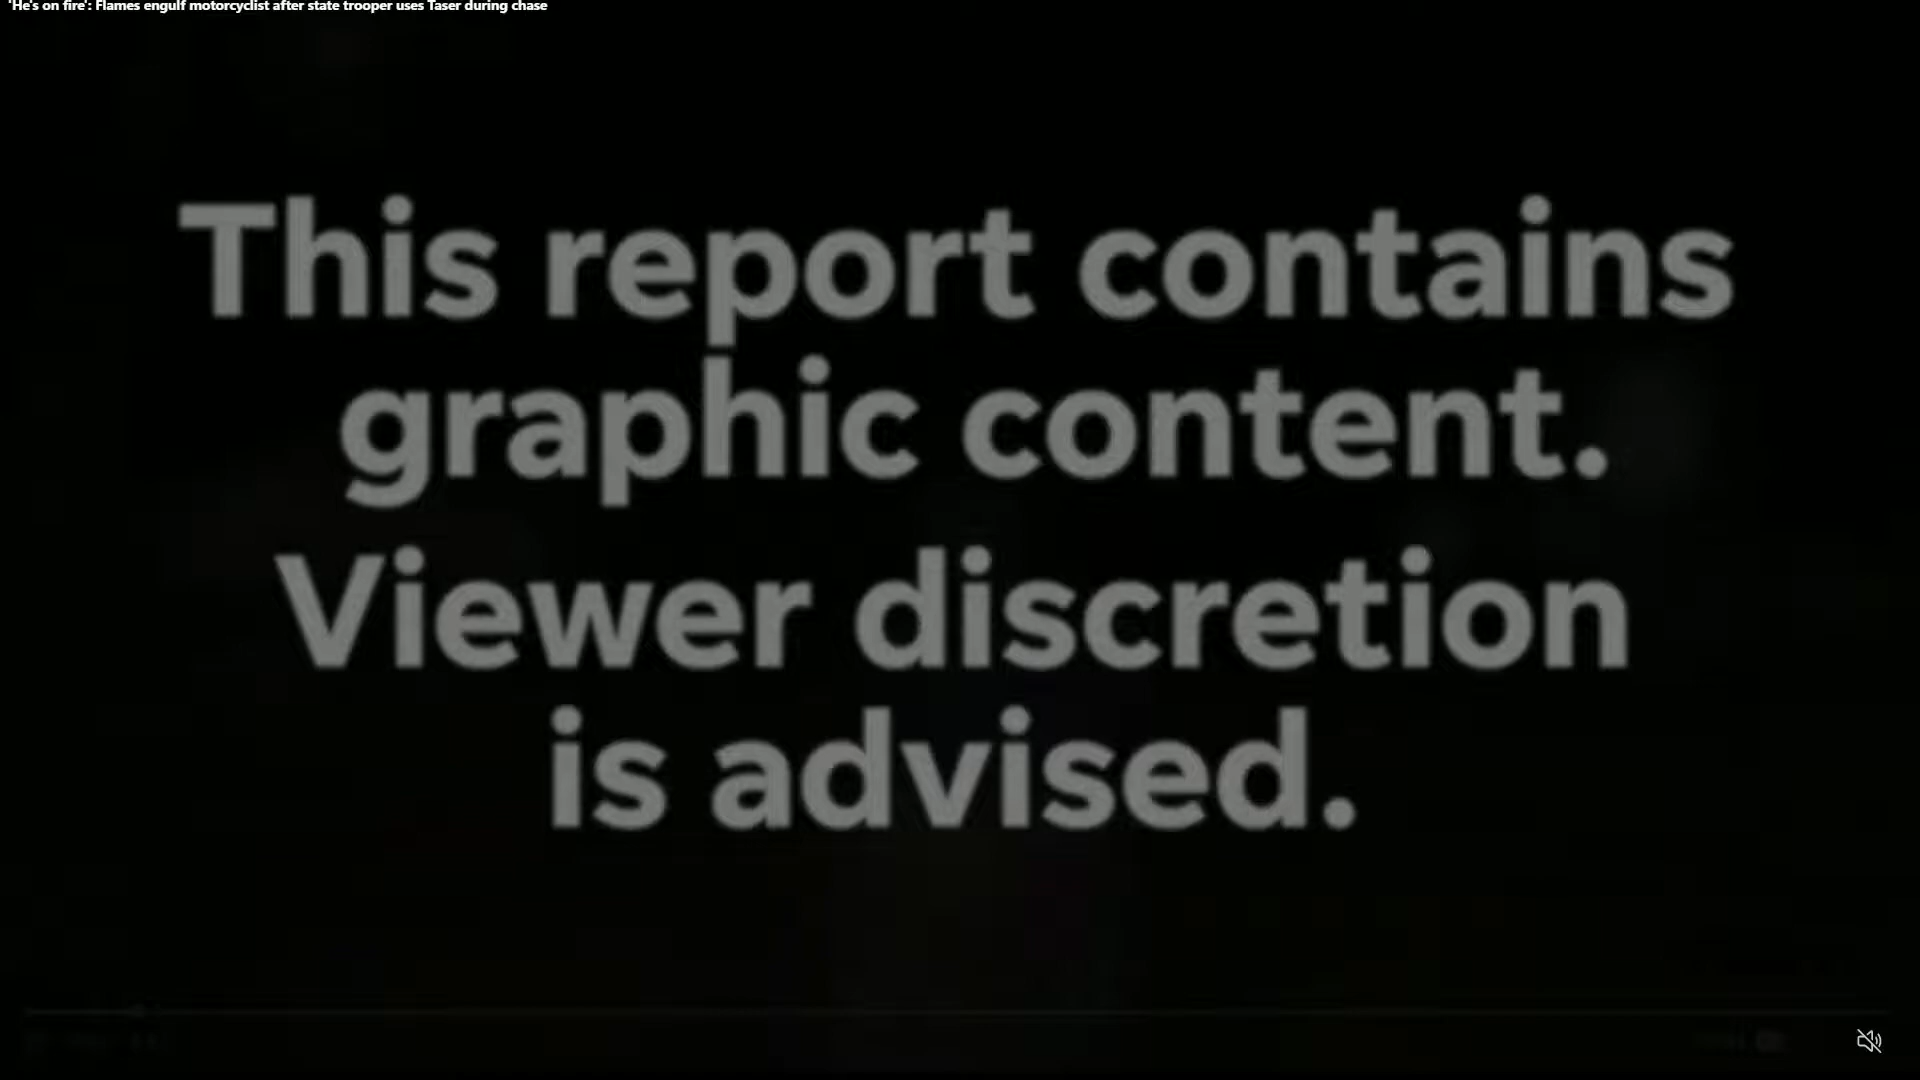 'He's on fire': Flames engulf motorcyclist after state trooper uses Taser during chase
This report contains
graphic content.
Viewer discretion
is advised.